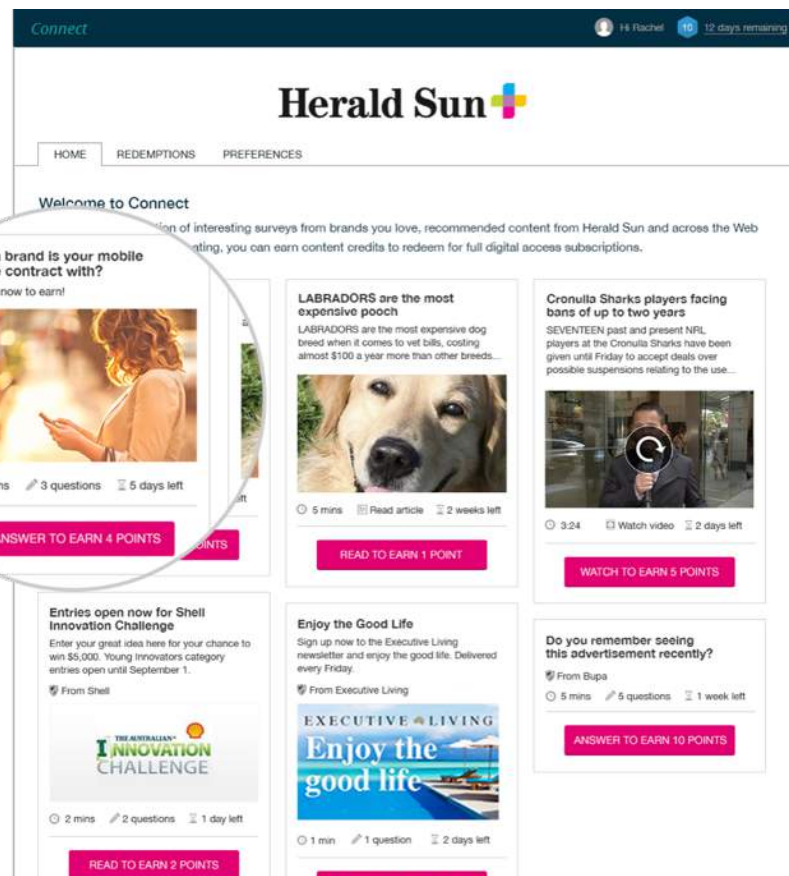 Connect
Hi Rachel
10
12 days remaining
Herald Sun
HOME
REDEMPTIONS
PREFERENCES
Welcome to Connect
of interesting surveys from brands you love, recommended content from Herald Sun and across the Web
you can earn content credits to redeem for full digital access subscriptions.
brand is your mobile
contract with?
now to earn!
3 questions
5 days left
ANSWER TO EARN 4 POINTS
LABRADORS are the most
expensive pooch
LABRADORS are the most expensive dog
breed when it comes to vet bills, costing
almost $100 a year more than other breeds...
5 mins
Read article
2 weeks left
READ TO EARN 1 POINT
Cronulla Sharks players facing
bans of up to two years
SEVENTEEN past and present NRL
players at the Cronulla Sharks have been
given until Friday to accept deals over
possible suspensions relating to the use...
3:24
Watch video
2 days left
WATCH TO EARN 5 POINTS
Entries open now for Shell
Innovation Challenge
Enter your great idea here for your chance to
win $5,000. Young Innovators category
entries open until September 1.
From Shell
THE AUSTRALIAN
INNOVATION
CHALLENGE
2 mins
2 questions
1 day left
READ TO EARN 2 POINTS
Enjoy the Good Life
Sign up now to the Executive Living
newsletter and enjoy the good life. Delivered
every Friday.
From Executive Living
EXECUTIVE LIVING
Enjoy the
good life
1 min
1 question
2 days left
Do you remember seeing
this advertisement recently?
From Bupa
5 mins
5 questions
1 week left
ANSWER TO EARN 10 POINTS